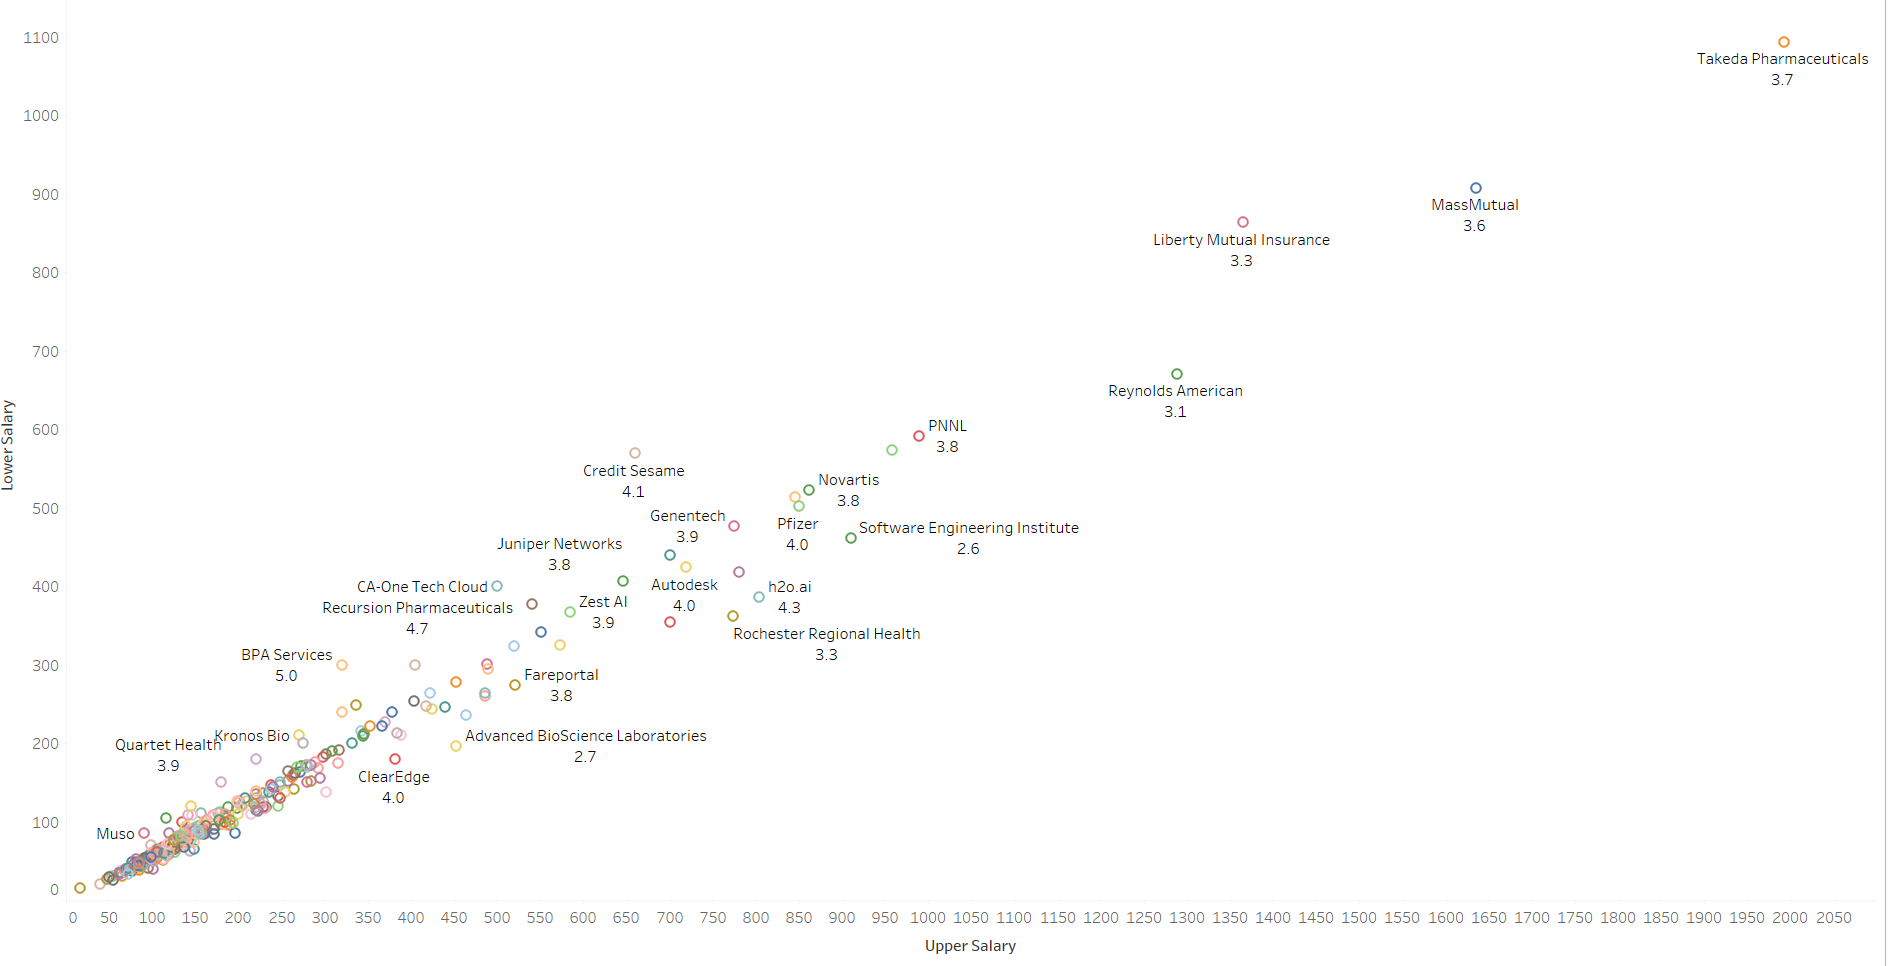 1100
Takeda Pharmaceuticals
3.7
1000
900
MassMutual
3.6
Liberty Mutual Insurance
3.3
800
700
Reynolds American
3.1
600
PNNL
3.8
Credit Sesame
4.1
Novartis
3.8
500
Genentech
3.9
Pfizer
4.0
Software Engineering Institute
2.6
Juniper Networks
3.8
400
CA-One Tech Cloud
Recursion Pharmaceuticals
4.7
Autodesk
4.0
h2o.ai
4.3
Zest AI
3.9
Rochester Regional Health
3.3
300
BPA Services
5.0
Fareportal
3.8
200
Quartet Health
3.9
Kronos Bio
Advanced BioScience Laboratories
2.7
ClearEdge
4.0
100
Muso
0
Lower Salary
0 50 100 150 200 250 300 350 400 450 500 550 600 650 700 750 800 850 900 950 1000 1050 1100 1150 1200 1250 1300 1350 1400 1450 1500 1550 1600 1650 1700 1750 1800 1850 1900 1950 2000 2050
Upper Salary